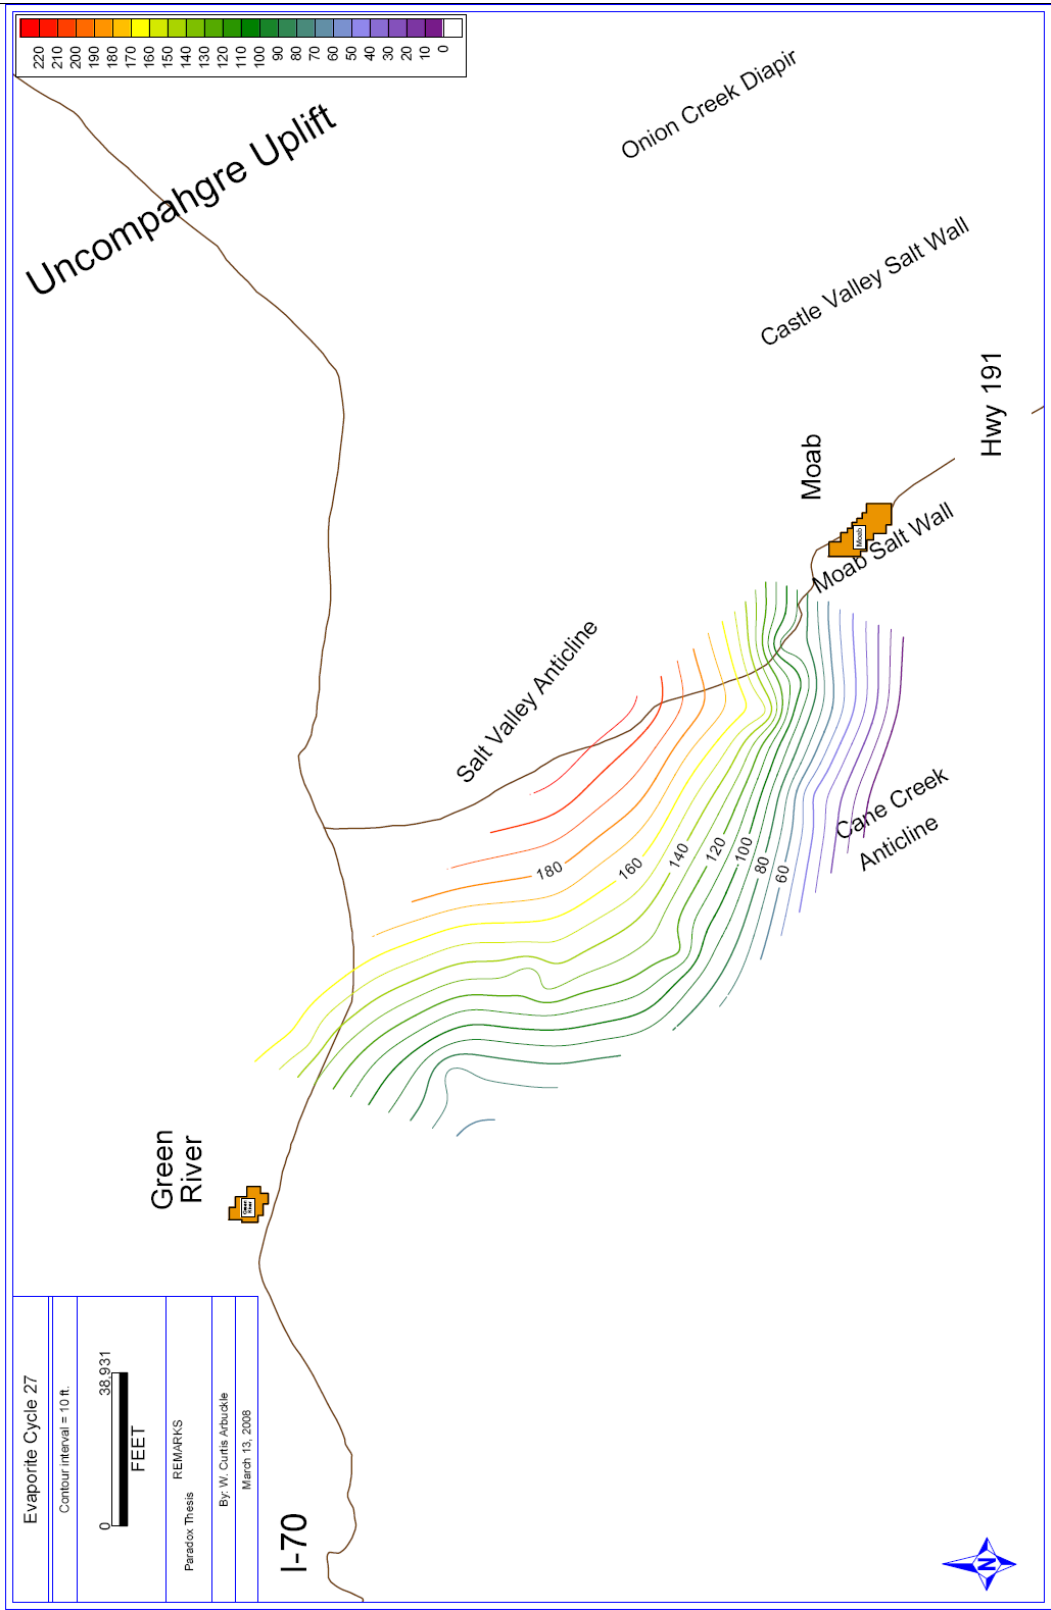 220
210
200
190
180
170
160
150
140
130
120
110
100
90
80
70
60
50
40
30
20
10
0
Uncompahgre Uplift
Onion Creek Diapir
Castle Valley Salt Wall
Hwy 191
Moab
Moab
Moab Salt Wall
Salt Valley Anticline
Cane Creek
Anticline
180
160
140
120
100
80
60
Green
River
Green
River
I-70
Evaporite Cycle 27
Contour interval = 10 ft.
0
38,931
FEET
REMARKS
Paradox Thesis
By: W. Curtis Arbuckle
March 13, 2008
N